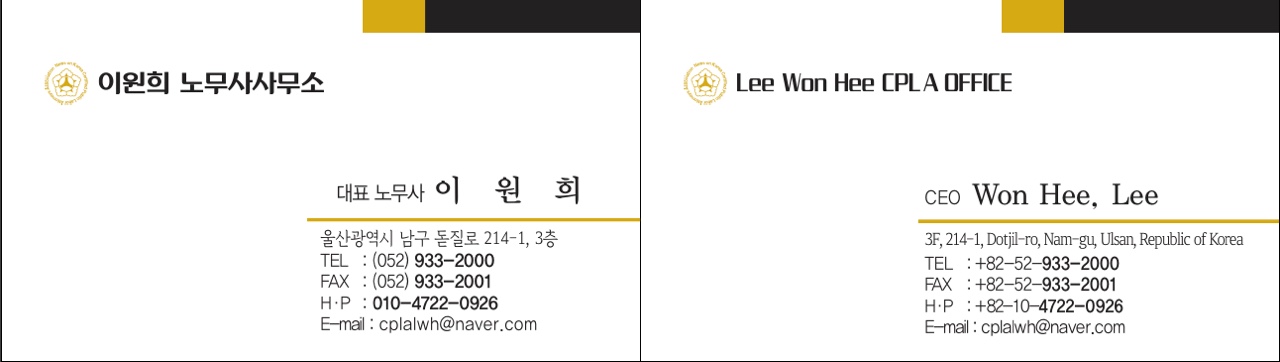 이원희 노무사사무소
대표 노무사 이 원 희
울산광역시 남구 돋질로 214-1, 3층
TEL : (052) 933-2000
FAX : (052) 933-2001
H·P : 010-4722-0926
E-mail : cplalwh@naver.com
Lee Won Hee CPLA OFFICE
CEO Won Hee, Lee
3F, 214-1, Dotjil-ro, Nam-gu, Ulsan, Republic of Korea
TEL : +82-52-933-2000
FAX : +82-52-933-2001
H·P : +82-10-4722-0926
E-mail : cplalwh@naver.com